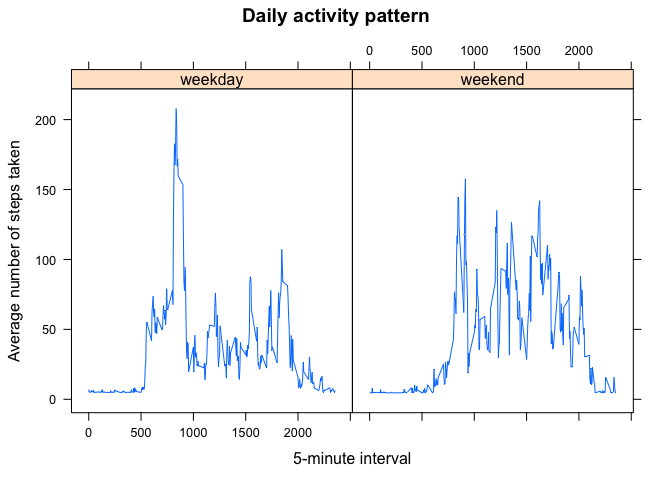 Daily activity pattern
0 500 1000 1500 2000
weekday weekend
200
150
100
50
0
Average number of steps taken
0 500 1000 1500 2000
5-minute interval